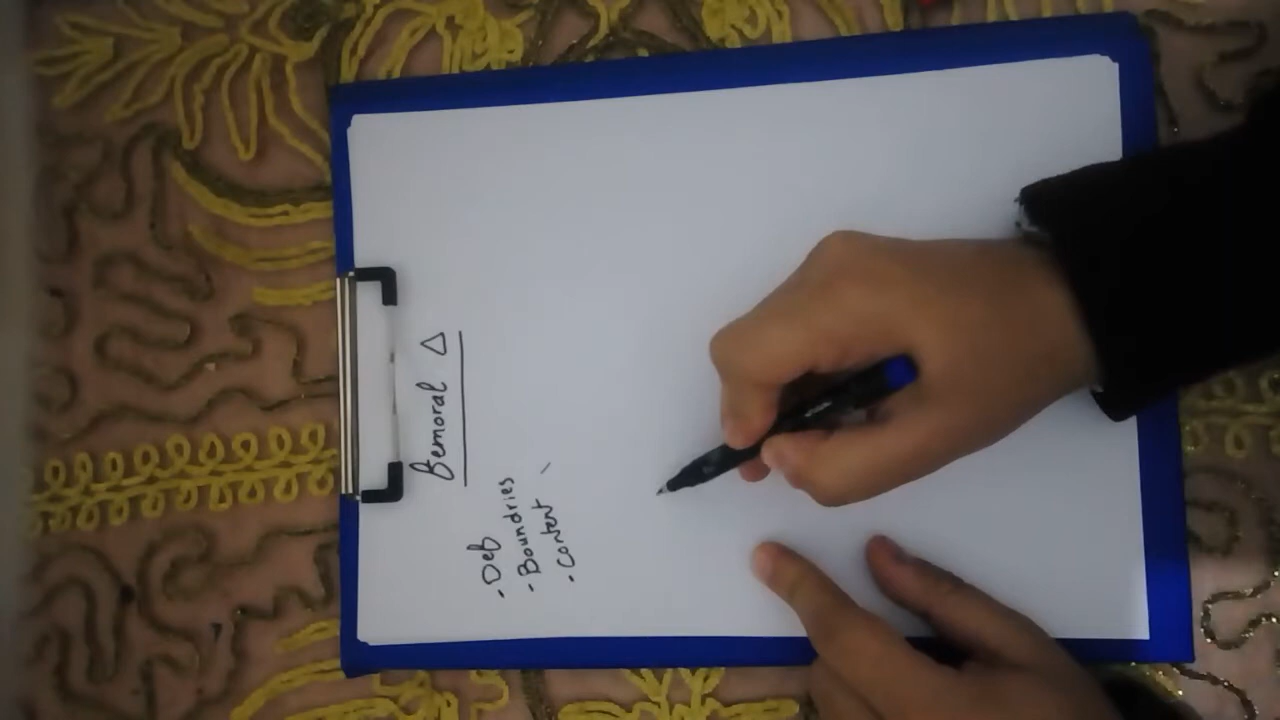 Femoral Δ
- Def
- Boundries
- Content